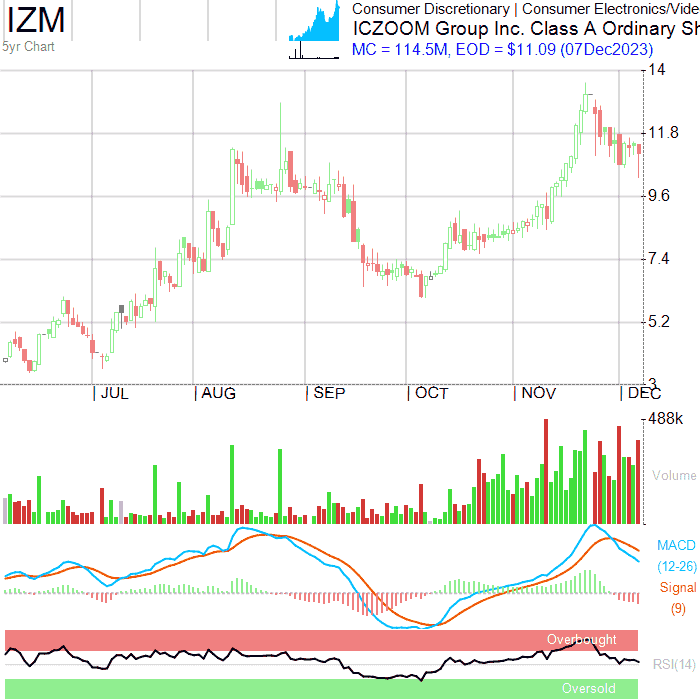 IZM
5yr Chart
Consumer Discretionary | Consumer Electronics/Vide
ICZOOM Group Inc. Class A Ordinary Sh
MC = 114.5M, EOD = $11.09 (07Dec2023)
14
11.8
9.6
7.4
5.2
3
JUL
AUG
SEP
OCT
NOV
DEC
488k
Volume
MACD
(12-26)
Signal
(9)
Overbought
RSI(14)
Oversold